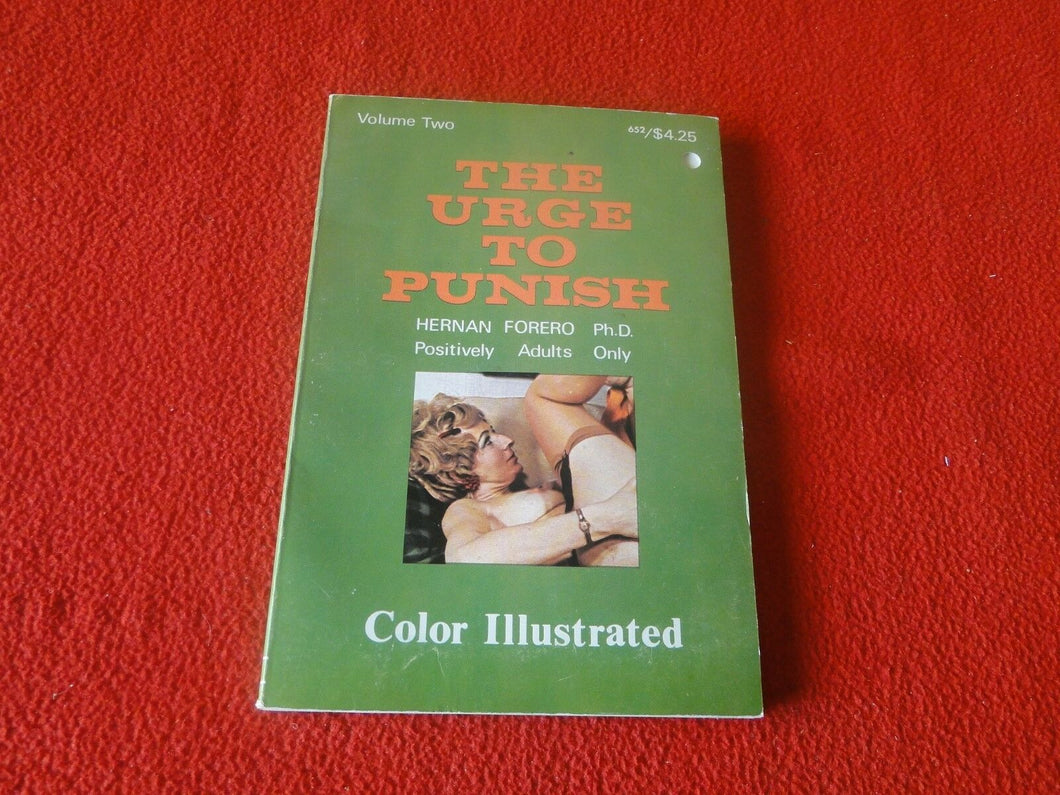 Volume Two
652/$4.25
THE
URGE
TO
PUNISH
HERNAN FORERO Ph.D.
Positively Adults Only
Color Illustrated